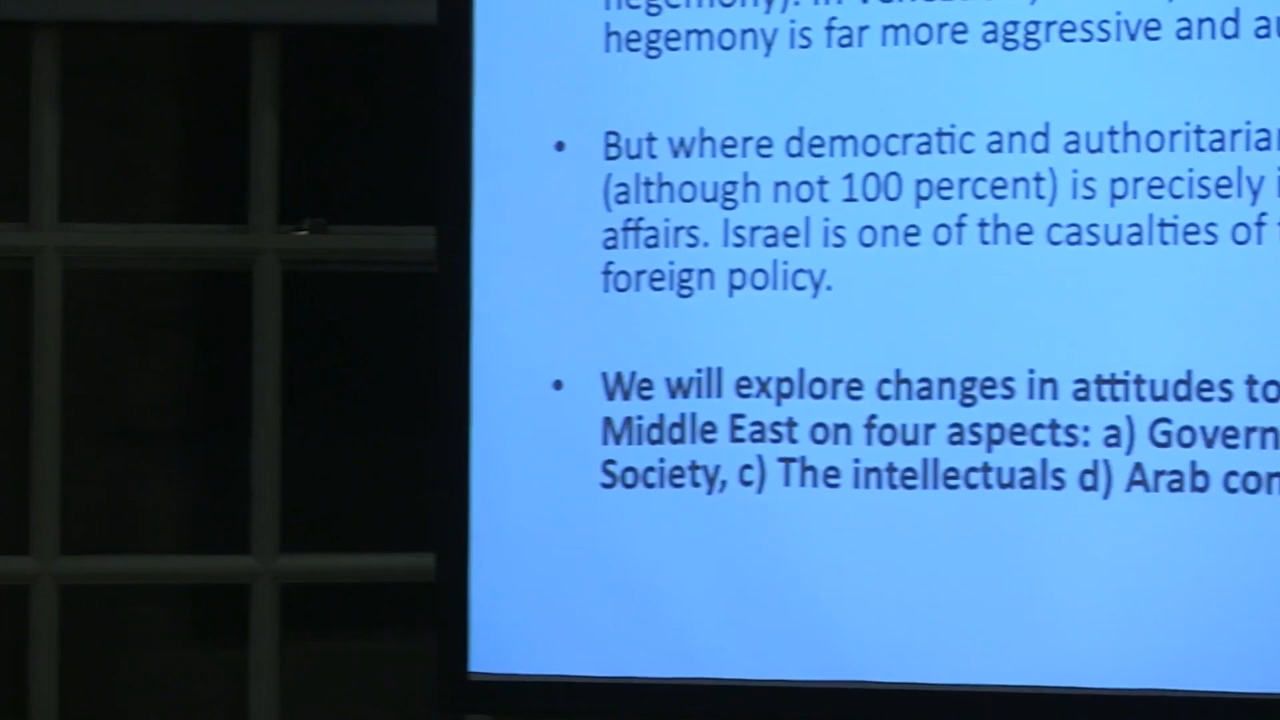 hegemony). In
hegemony is far more aggressive and
• But where democratic and authoritarian
(although not 100 percent) is precisely
affairs. Israel is one of the casualties of
foreign policy.
• We will explore changes in attitudes to
Middle East on four aspects: a) Govern
Society, c) The intellectuals d) Arab